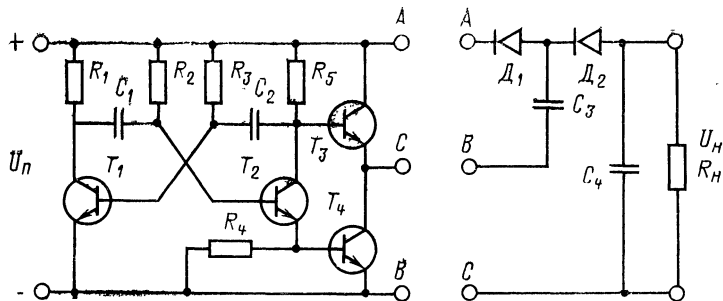 +
A
A
R₁
R₂
R₃
R₅
C₁
C₂
Д₁
Д₂
T₃
C₃
Uп
T₁
T₂
C
B
C₄
Uн
Rн
T₄
R₄
-
B
C